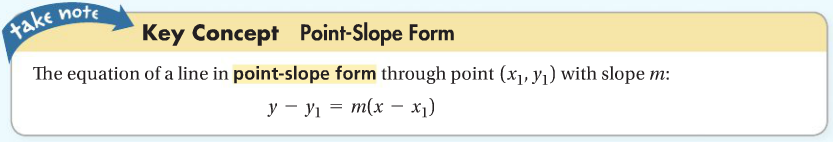 take note
Key Concept Point-Slope Form
The equation of a line in point-slope form through point (x₁, y₁) with slope m:
y − y₁ = m(x − x₁)